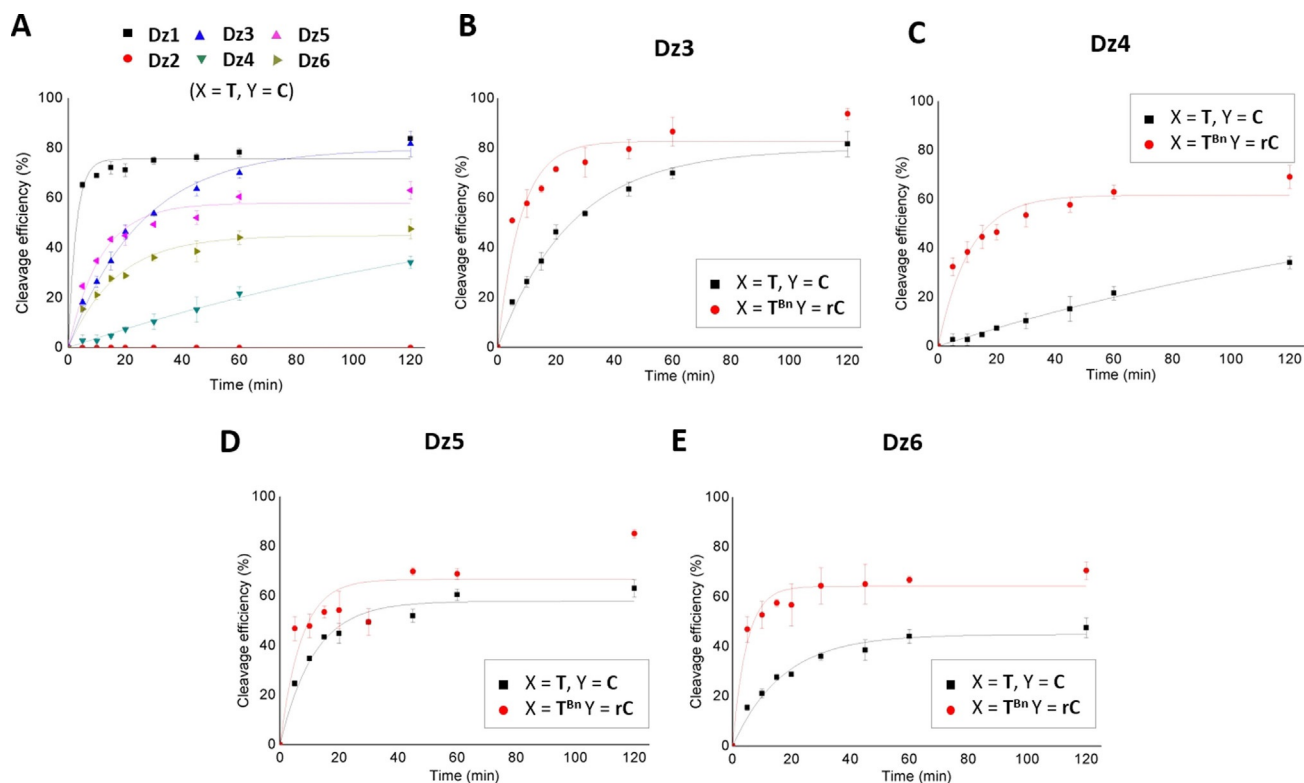 A
Dz1 Dz3 Dz5
Dz2 Dz4 Dz6
(X = T, Y = C)
100
80
60
40
20
0
Cleavage efficiency (%)
0 20 40 60 80 100 120
Time (min)
B
Dz3
100
80
60
40
20
0
Cleavage efficiency (%)
X = T, Y = C
X = T^Bn Y = rC
0 20 40 60 80 100 120
Time (min)
C
Dz4
100
80
60
40
20
0
Cleavage efficiency (%)
X = T, Y = C
X = T^Bn Y = rC
0 20 40 60 80 100 120
Time (min)
D
Dz5
100
80
60
40
20
0
Cleavage efficiency (%)
X = T, Y = C
X = T^Bn Y = rC
0 20 40 60 80 100 120
Time (min)
E
Dz6
100
80
60
40
20
0
Cleavage efficiency (%)
X = T, Y = C
X = T^Bn Y = rC
0 20 40 60 80 100 120
Time (min)